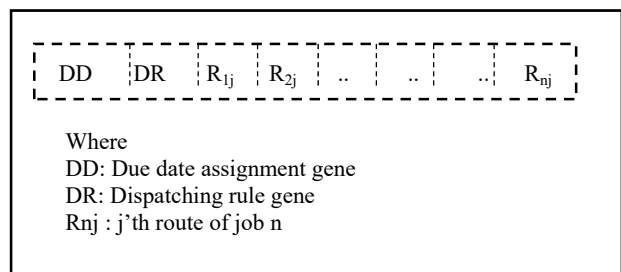 DD DR R1j R2j .. .. .. Rnj
Where
DD: Due date assignment gene
DR: Dispatching rule gene
Rnj : j’th route of job n